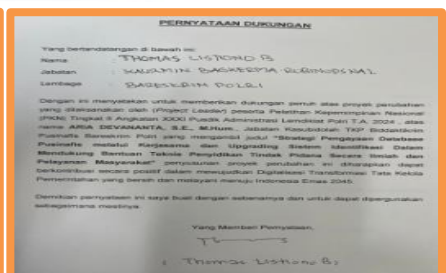 PERNYATAAN DUKUNGAN
Yang bertandatangan di bawah ini:
Nama : THOMAS LISTIONO B
Jabatan :
Lembaga : BARESKRIM POLRI
Dengan ini menyatakan untuk memberikan dukungan penuh atas proyek perubahan
yang dilaksanakan oleh (Project Leader) peserta Pelatihan Kepemimpinan Nasional
(PKN) Tingkat II Angkatan XXXI Pusdik Administrasi Lemdiklat Polri T.A. 2024 , atas
nama ARIA DEVANANTA, S.E., M.Hum., Jabatan Kasubbidolah TKP Biddaktikrim
Pusinafis Bareskrim Polri yang mengambil judul "Strategi Pengayaan Database
Pusinafis melalui Kerjasama dan Upgrading Sistem Identifikasi Dalam
Mendukung Bantuan Teknis Penyidikan Tindak Pidana Secara Ilmiah dan
Pelayanan Masyarakat" penyusunan proyek perubahan ini diharapkan dapat
berkontribusi secara positif dalam mewujudkan Digitalisasi Transformasi Tata Kelola
Pemerintahan yang bersih dan melayani menuju Indonesia Emas 2045.
Demikian pernyataan ini saya buat dengan sebenarnya dan untuk dapat dipergunakan
sebagaimana mestinya.
Yang Membuat Pernyataan,
( Thomas Listiono B )